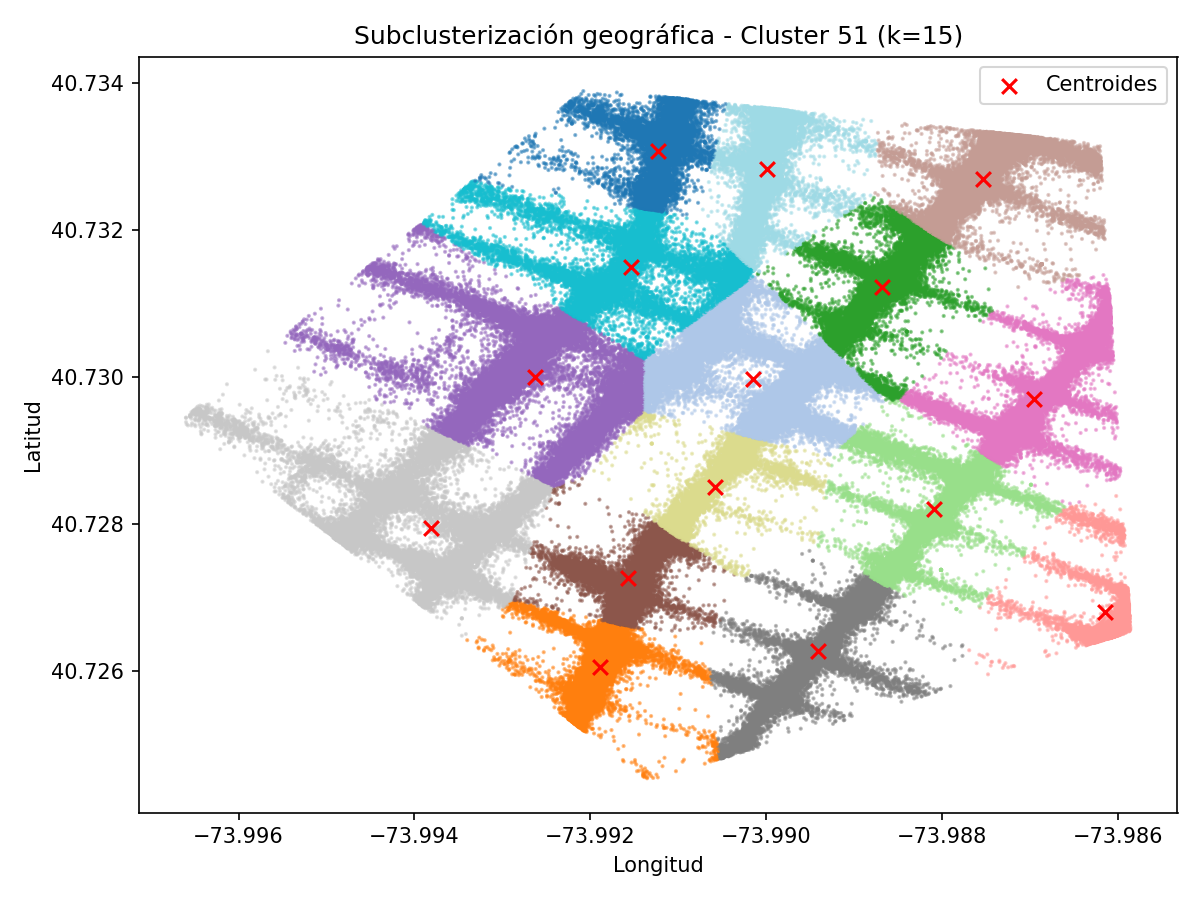 Subclusterización geográfica - Cluster 51 (k=15)
Centroides
40.734
40.732
40.730
40.728
40.726
Latitud
−73.996
−73.994
−73.992
−73.990
−73.988
−73.986
Longitud